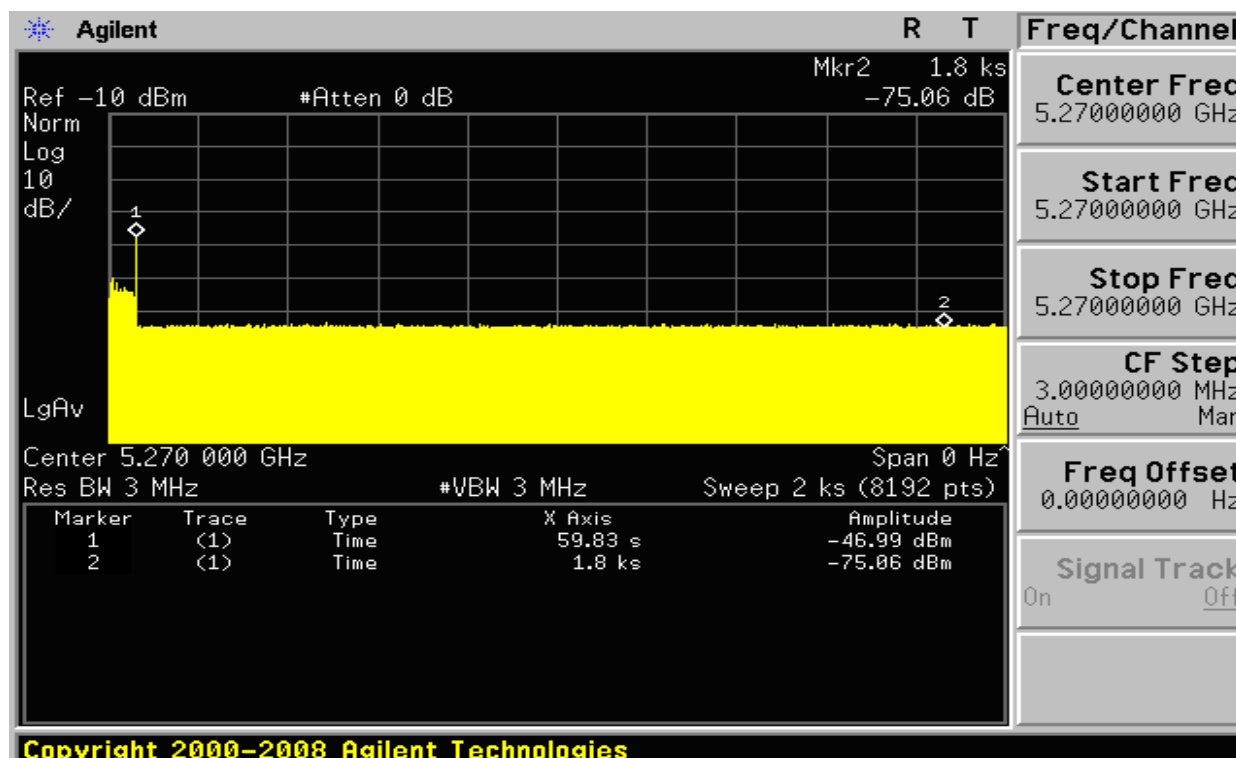 Agilent R T Freq/Channel
Mkr2 1.8 ks
Ref -10 dBm #Atten 0 dB -75.06 dB
Norm
Log
10
dB/
1
2
LgAv
Center 5.270 000 GHz Span 0 Hz^
Res BW 3 MHz #VBW 3 MHz Sweep 2 ks (8192 pts)
Marker Trace Type X Axis Amplitude
1 (1) Time 59.83 s -46.99 dBm
2 (1) Time 1.8 ks -75.06 dBm
Center Freq
5.27000000 GHz
Start Freq
5.27000000 GHz
Stop Freq
5.27000000 GHz
CF Step
3.00000000 MHz
Auto Man
Freq Offset
0.00000000 Hz
Signal Track
On Off
Copyright 2000-2008 Agilent Technologies